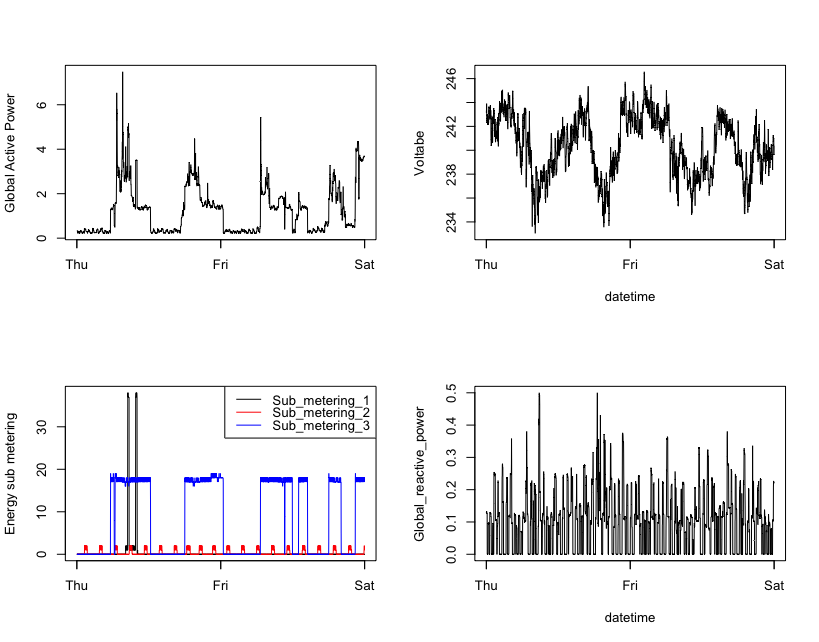 Global Active Power
6
4
2
0
Thu
Fri
Sat
Voltabe
246
242
238
234
Thu
Fri
Sat
datetime
Energy sub metering
30
20
10
0
Sub_metering_1
Sub_metering_2
Sub_metering_3
Thu
Fri
Sat
Global_reactive_power
0.5
0.4
0.3
0.2
0.1
0.0
Thu
Fri
Sat
datetime